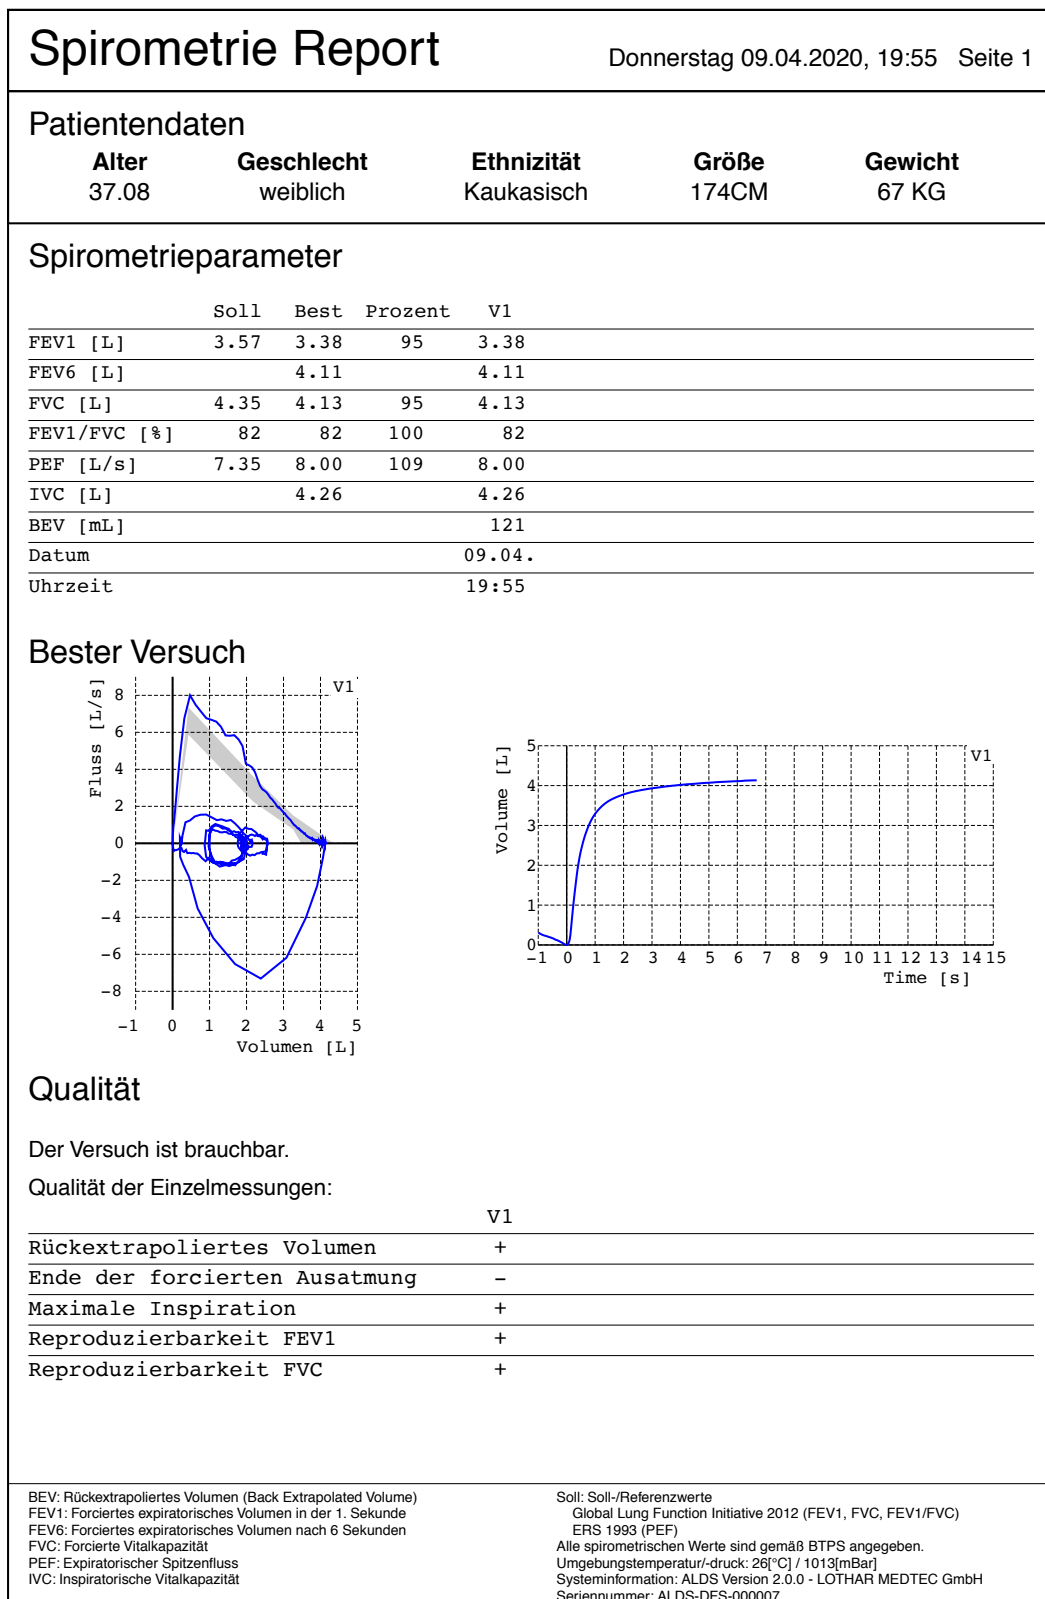 Spirometrie Report Donnerstag 09.04.2020, 19:55 Seite 1
Patientendaten
Alter Geschlecht Ethnizität Größe Gewicht
37.08 weiblich Kaukasisch 174CM 67 KG
Spirometrieparameter
Soll Best Prozent V1
FEV1 [L] 3.57 3.38 95 3.38
FEV6 [L] 4.11 4.11
FVC [L] 4.35 4.13 95 4.13
FEV1/FVC [%] 82 82 100 82
PEF [L/s] 7.35 8.00 109 8.00
IVC [L] 4.26 4.26
BEV [mL] 121
Datum 09.04.
Uhrzeit 19:55
Bester Versuch
Fluss [L/s]
V1
8
6
4
2
0
-2
-4
-6
-8
-1 0 1 2 3 4 5
Volumen [L]
Volume [L]
V1
5
4
3
2
1
0
-1 0 1 2 3 4 5 6 7 8 9 10 11 12 13 14 15
Time [s]
Qualität
Der Versuch ist brauchbar.
Qualität der Einzelmessungen:
V1
Rückextrapoliertes Volumen +
Ende der forcierten Ausatmung -
Maximale Inspiration +
Reproduzierbarkeit FEV1 +
Reproduzierbarkeit FVC +
BEV: Rückextrapoliertes Volumen (Back Extrapolated Volume)
FEV1: Forciertes expiratorisches Volumen in der 1. Sekunde
FEV6: Forciertes expiratorisches Volumen nach 6 Sekunden
FVC: Forcierte Vitalkapazität
PEF: Expiratorischer Spitzenfluss
IVC: Inspiratorische Vitalkapazität
Soll: Soll-/Referenzwerte
Global Lung Function Initiative 2012 (FEV1, FVC, FEV1/FVC)
ERS 1993 (PEF)
Alle spirometrischen Werte sind gemäß BTPS angegeben.
Umgebungstemperatur/-druck: 26[°C] / 1013[mBar]
Systeminformation: ALDS Version 2.0.0 - LOTHAR MEDTEC GmbH
Seriennummer: ALDS-DES-000007